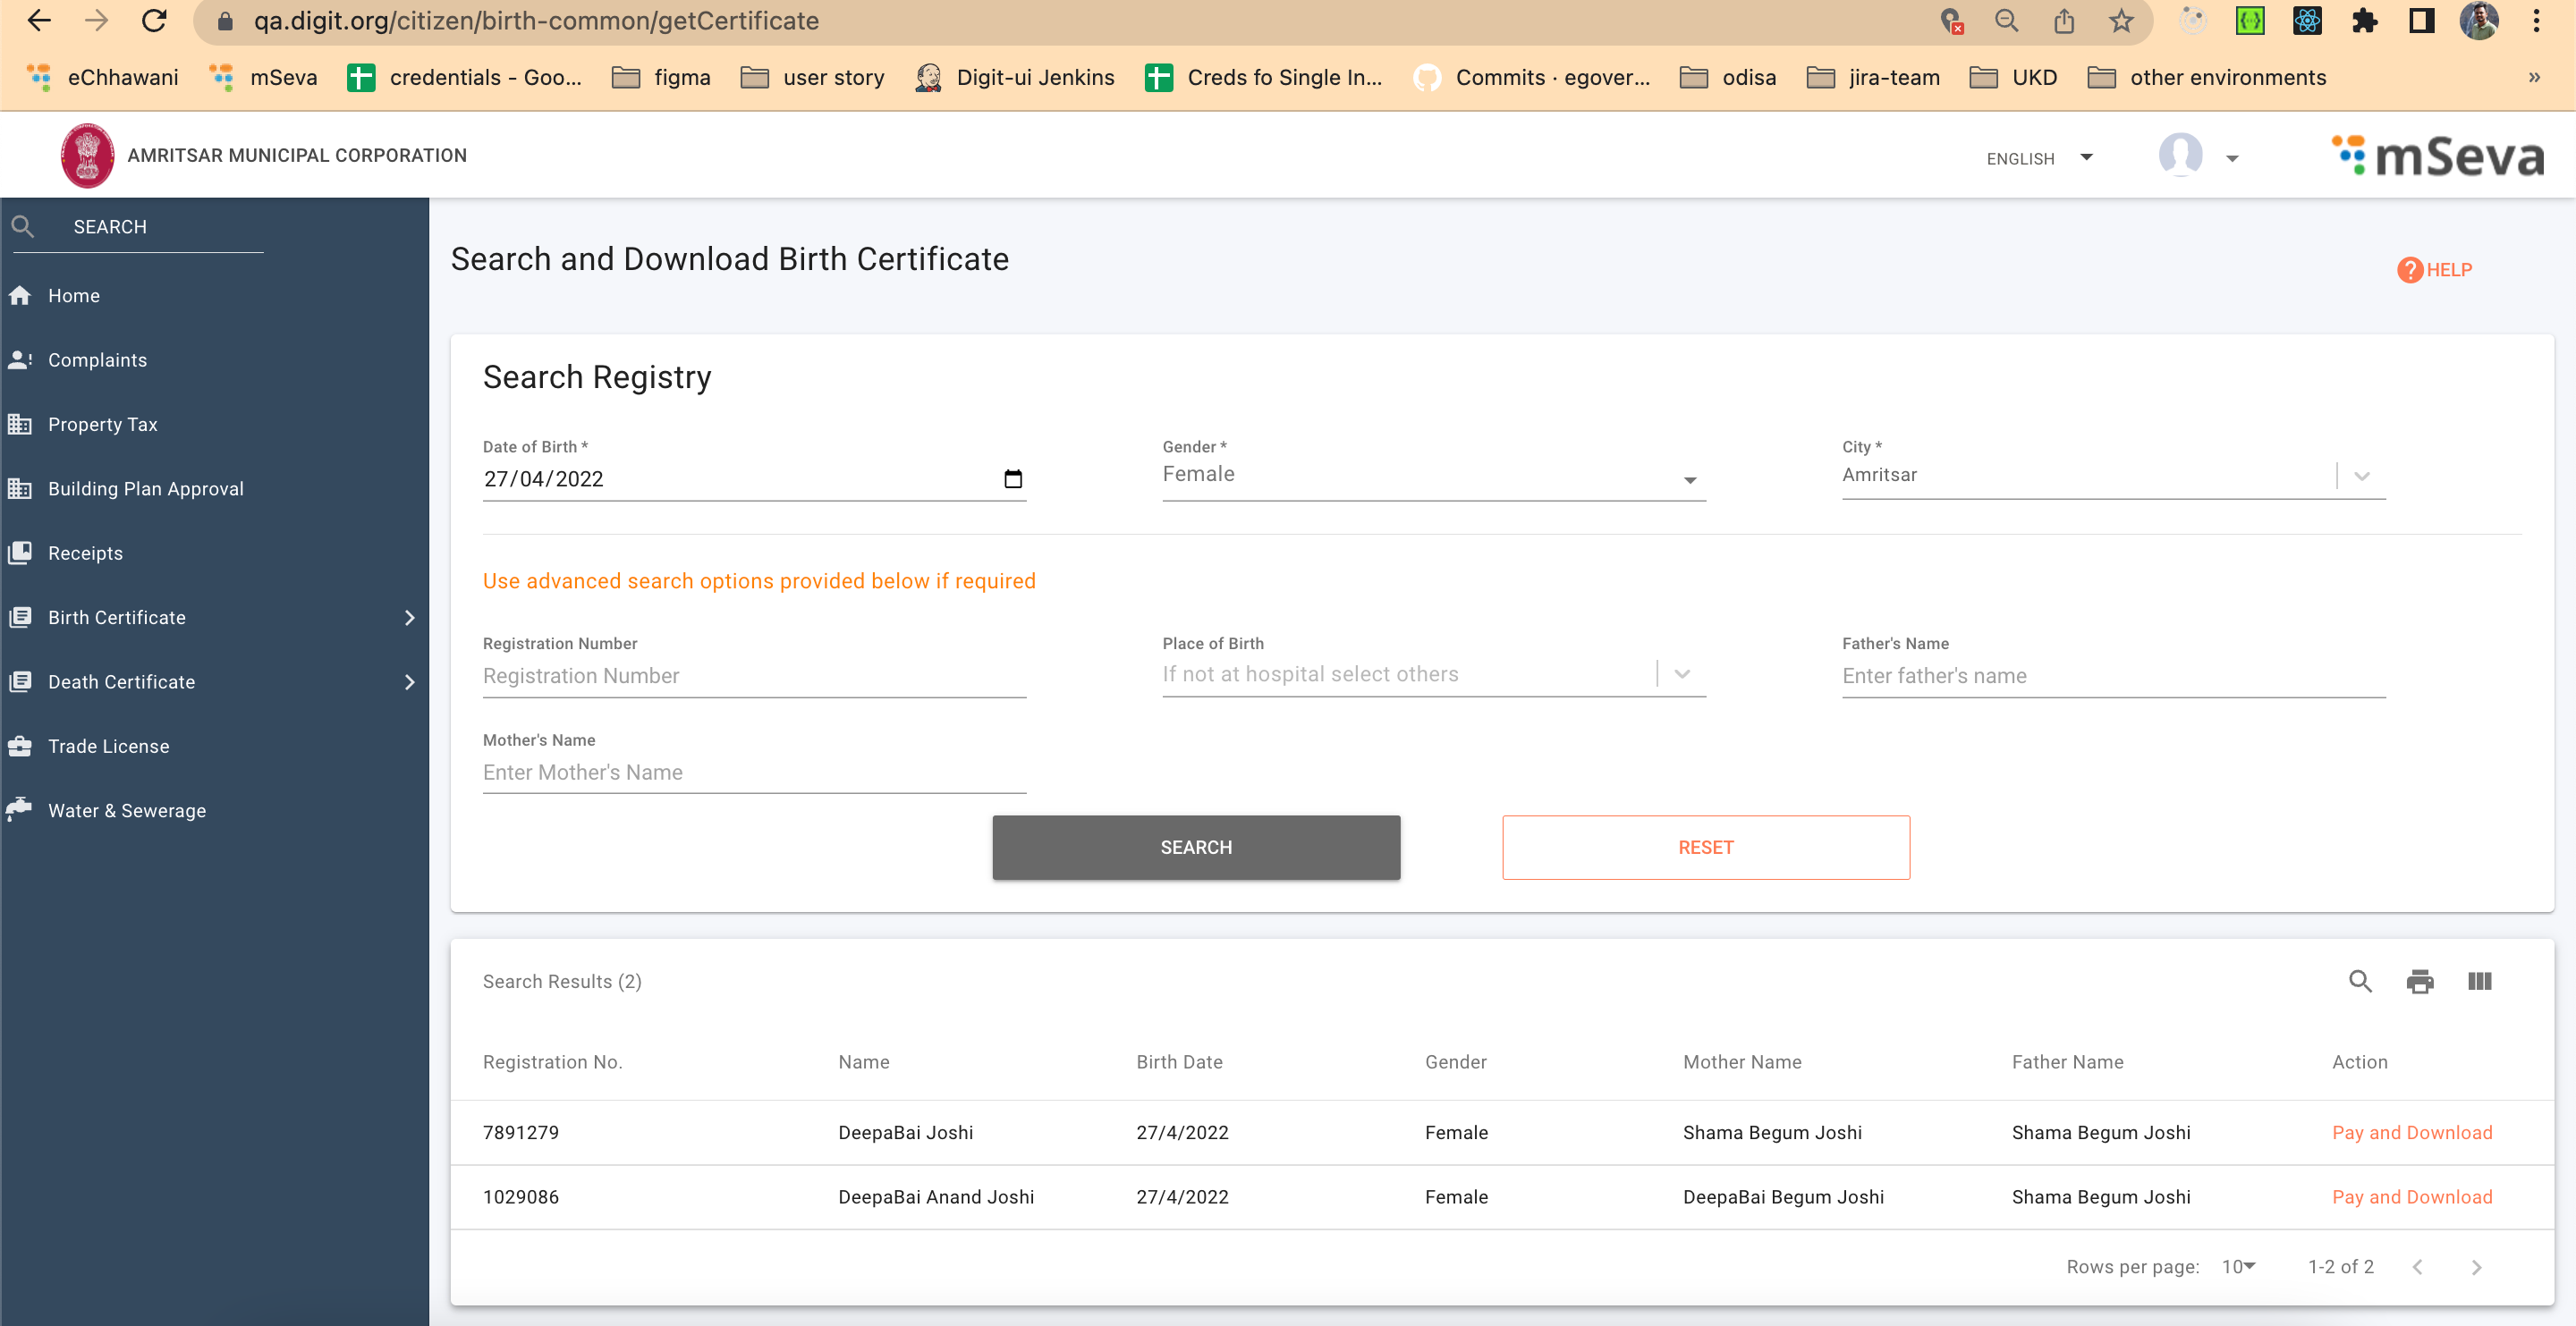 qa.digit.org/citizen/birth-common/getCertificate
eChhawani mSeva credentials - Goo... figma user story Digit-ui Jenkins Creds fo Single In... Commits · egover... odisa jira-team UKD other environments »
AMRITSAR MUNICIPAL CORPORATION ENGLISH mSeva
SEARCH
Home
Complaints
Property Tax
Building Plan Approval
Receipts
Birth Certificate
Death Certificate
Trade License
Water & Sewerage
Search and Download Birth Certificate
HELP
Search Registry
Date of Birth * Gender * City *
27/04/2022 Female Amritsar
Use advanced search options provided below if required
Registration Number Place of Birth Father's Name
Registration Number If not at hospital select others Enter father's name
Mother's Name
Enter Mother's Name
SEARCH RESET
Search Results (2)
Registration No. Name Birth Date Gender Mother Name Father Name Action
7891279 DeepaBai Joshi 27/4/2022 Female Shama Begum Joshi Shama Begum Joshi Pay and Download
1029086 DeepaBai Anand Joshi 27/4/2022 Female DeepaBai Begum Joshi Shama Begum Joshi Pay and Download
Rows per page: 10 1-2 of 2